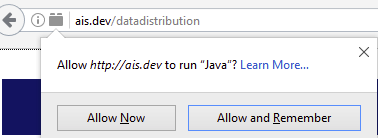 ais.dev/datadistribution
Allow http://ais.dev to run “Java”? Learn More...
Allow Now
Allow and Remember